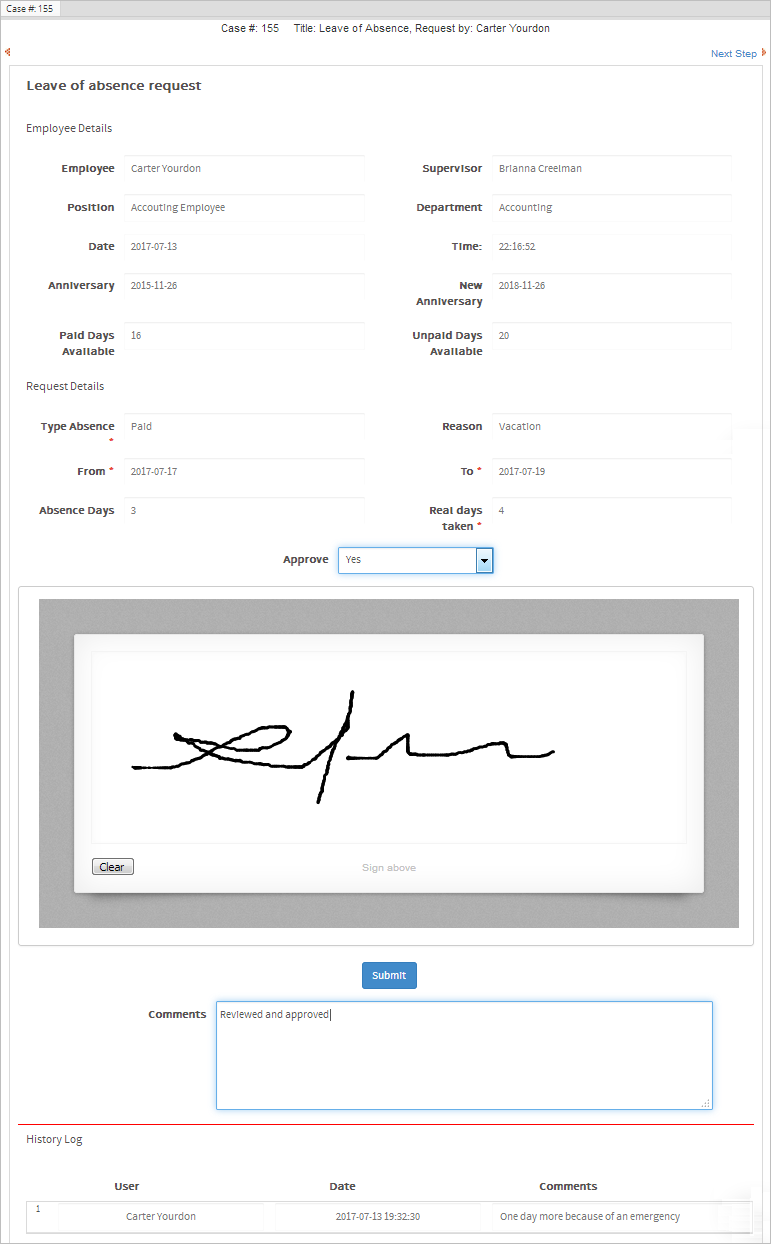 Case #: 155
Case #: 155 Title: Leave of Absence, Request by: Carter Yourdon
Next Step
Leave of absence request
Employee Details
Employee Carter Yourdon Supervisor Brianna Creelman
Position Accouting Employee Department Accounting
Date 2017-07-13 Time: 22:16:52
Anniversary 2015-11-26 New Anniversary 2018-11-26
Paid Days Available 16 Unpaid Days Available 20
Request Details
Type Absence * Paid Reason Vacation
From * 2017-07-17 To * 2017-07-19
Absence Days 3 Real days taken * 4
Approve Yes
Clear Sign above
Submit
Comments Reviewed and approved
History Log
User Date Comments
1 Carter Yourdon 2017-07-13 19:32:30 One day more because of an emergency